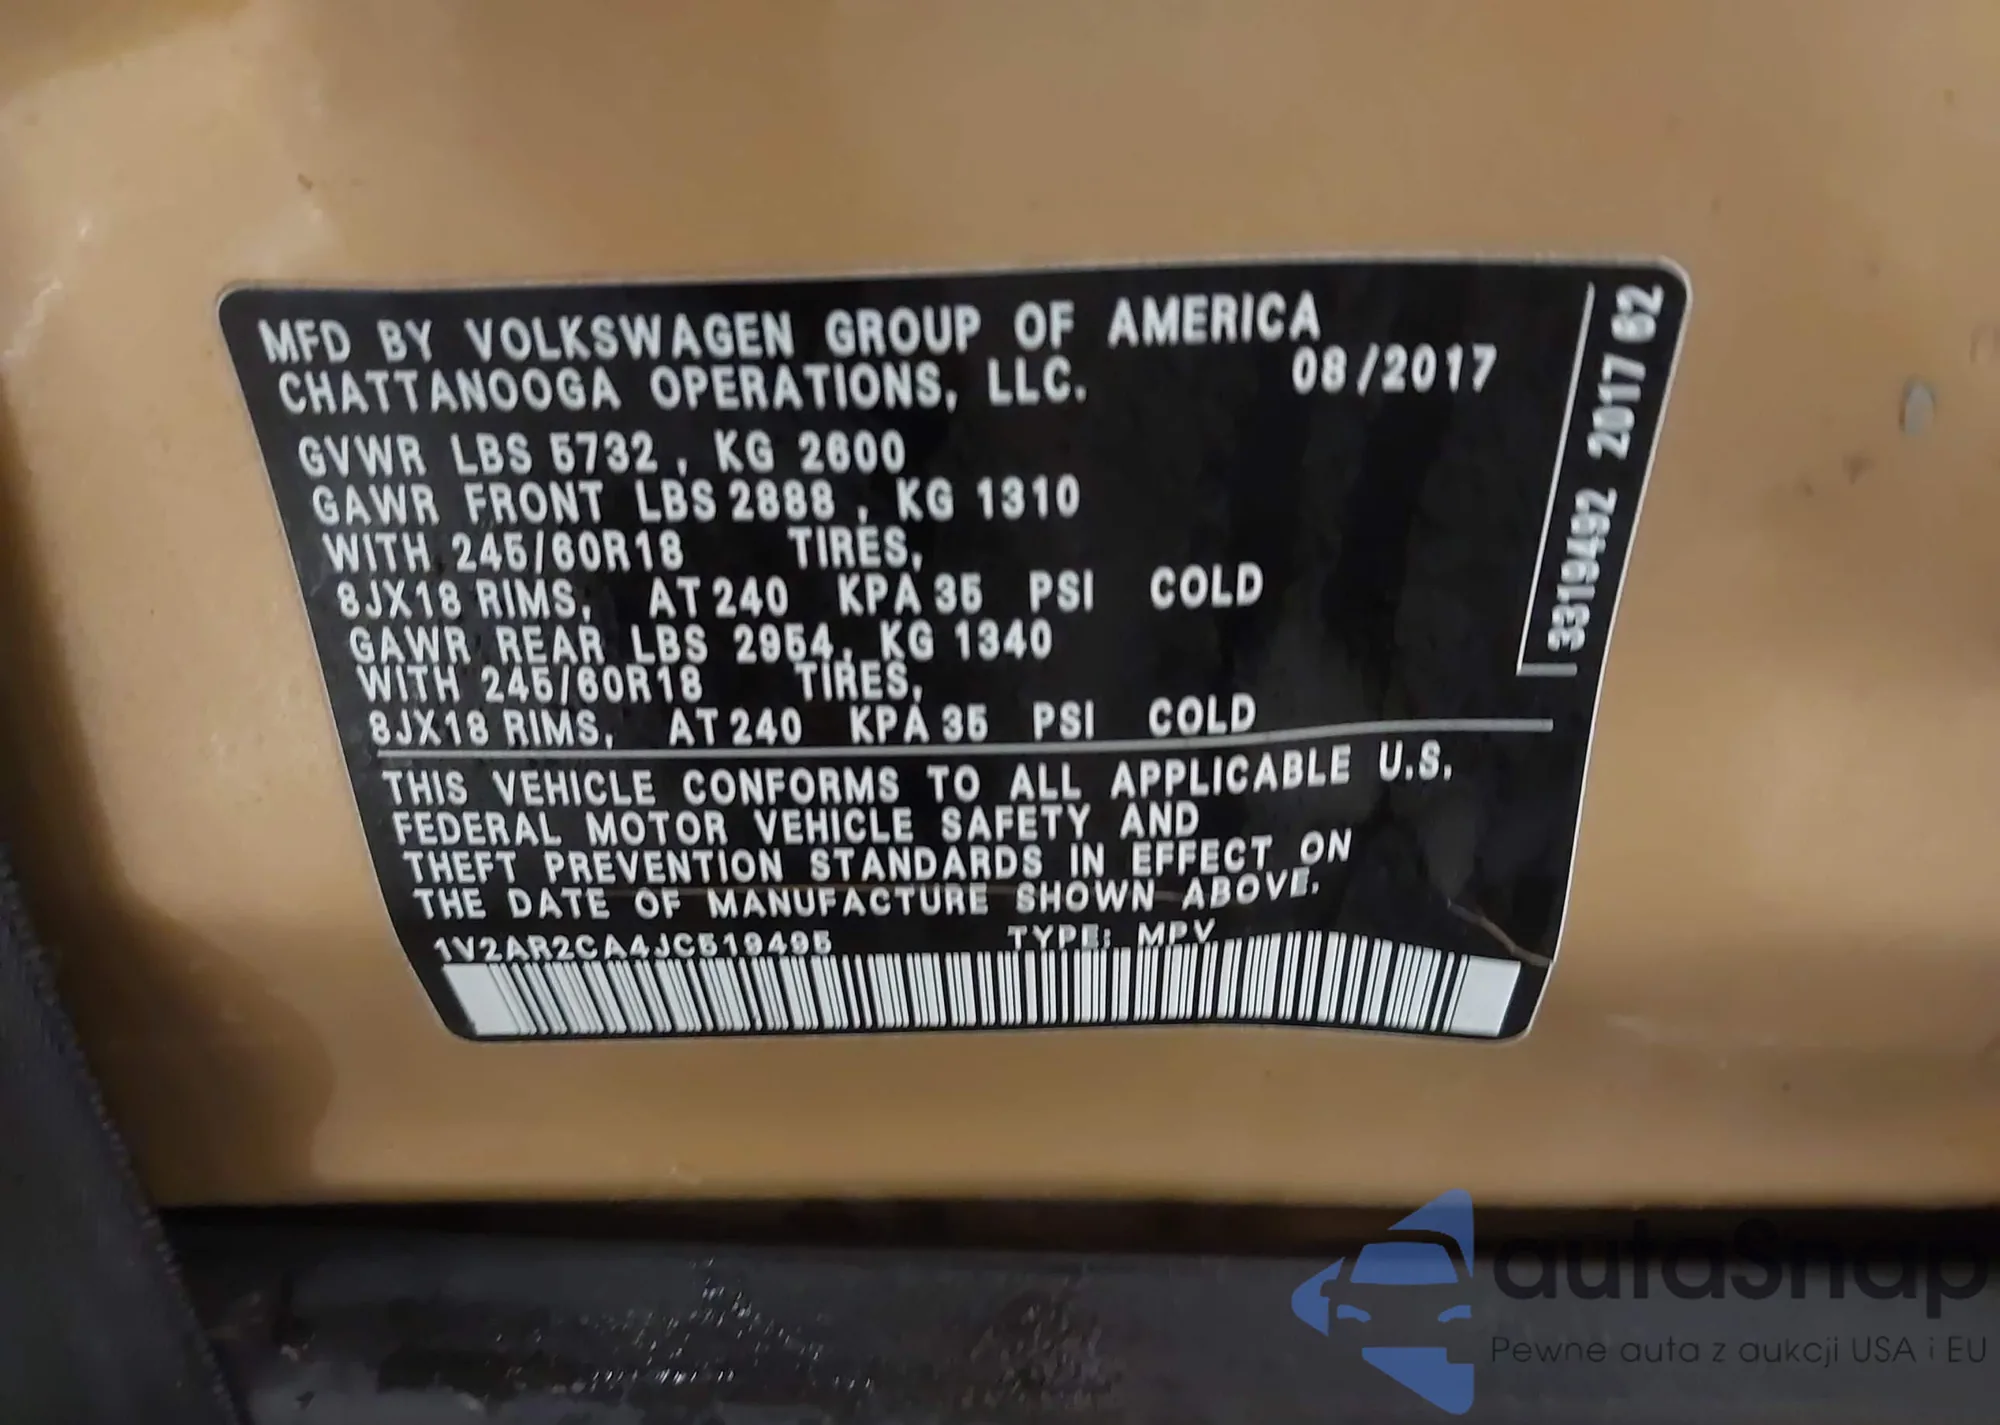 MFD BY VOLKSWAGEN GROUP OF AMERICA
CHATTANOOGA OPERATIONS, LLC. 08/2017
GVWR LBS 5732 , KG 2600
GAWR FRONT LBS 2888 , KG 1310
WITH 245/60R18 TIRES,
8JX18 RIMS, AT 240 KPA 35 PSI COLD
GAWR REAR LBS 2954, KG 1340
WITH 245/60R18 TIRES,
8JX18 RIMS, AT 240 KPA 35 PSI COLD
THIS VEHICLE CONFORMS TO ALL APPLICABLE U.S.
FEDERAL MOTOR VEHICLE SAFETY AND
THEFT PREVENTION STANDARDS IN EFFECT ON
THE DATE OF MANUFACTURE SHOWN ABOVE.
1V2AR2CA4JC519495 TYPE: MPV
3319492 2017 62
autaSnap
Pewne auta z aukcji USA i EU